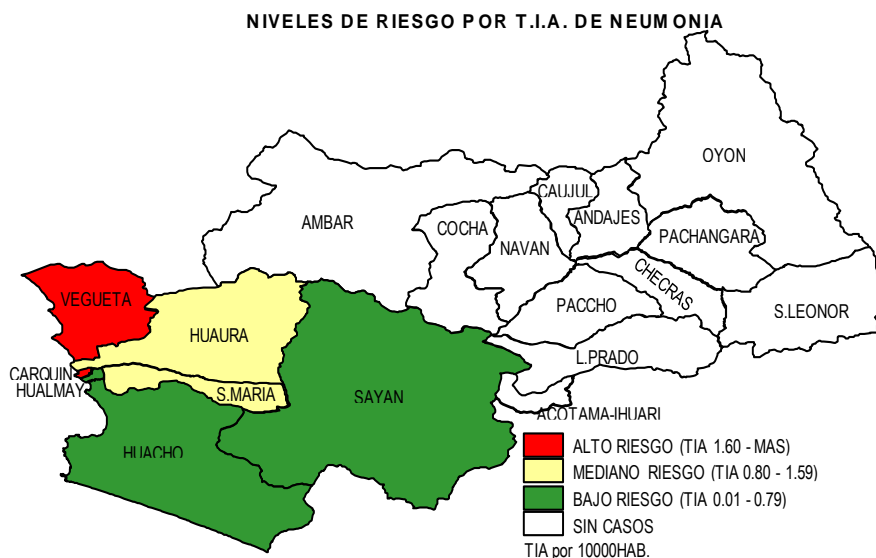 NIVELES DE RIESGO POR T.I.A. DE NEUMONIA
OYON
CAUJUL
ANDAJES
AMBAR
COCHA
NAVAN
PACHANGARA
CHECRAS
VEGUETA
PACCHO
S.LEONOR
HUAURA
L.PRADO
CARQUIN
HUALMAY
S.MARIA
SAYAN
ACOTAMA-IHUARI
HUACHO
ALTO RIESGO (TIA 1.60 - MAS)
MEDIANO RIESGO (TIA 0.80 - 1.59)
BAJO RIESGO (TIA 0.01 - 0.79)
SIN CASOS
TIA por 10000HAB.